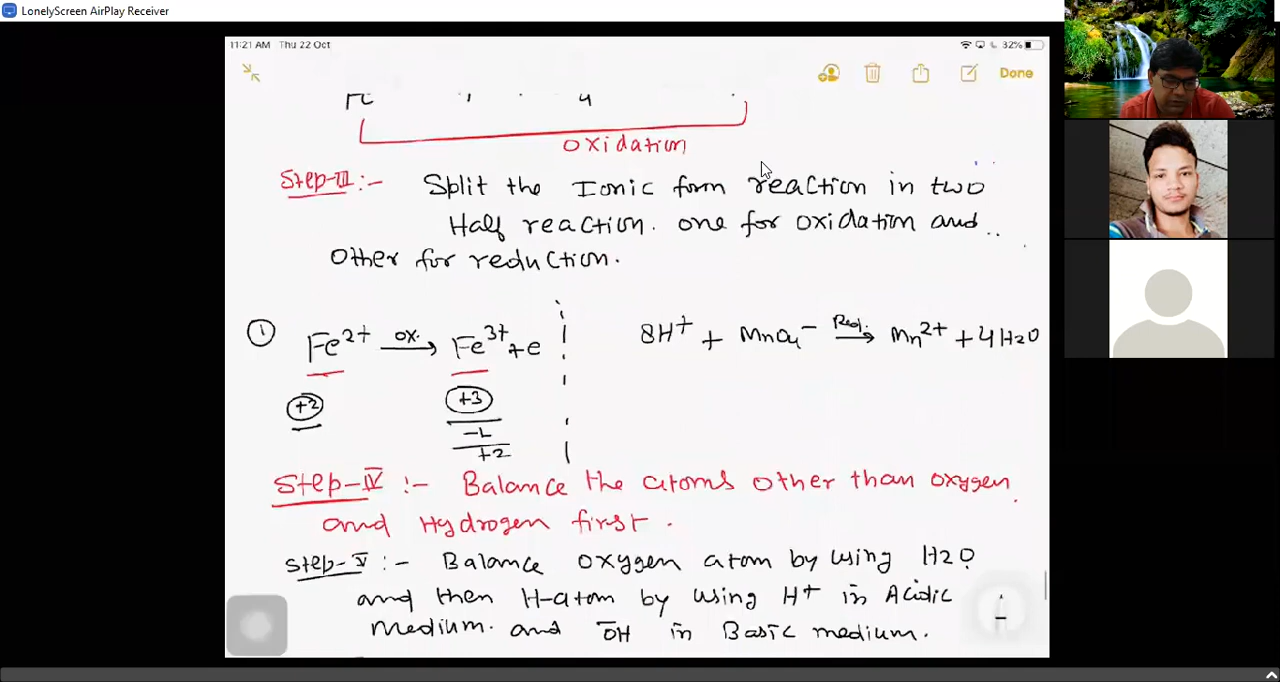 LonelyScreen AirPlay Receiver
11:21 AM Thu 22 Oct
32%
Done
oxidation
Step-III :- Split the Ionic form reaction in two
Half reaction. one for oxidation and
Other for reduction.
① Fe²⁺ —ox.→ Fe³⁺ + e
8H⁺ + MnO₄⁻ —Red.→ Mn²⁺ + 4H₂O
+2
+3
-1
+2
Step-IV :- Balance the atoms other than oxygen
and Hydrogen first.
Step-V :- Balance oxygen atom by using H2O
and then H-atom by using H⁺ in Acidic
medium. and OH in Basic medium.